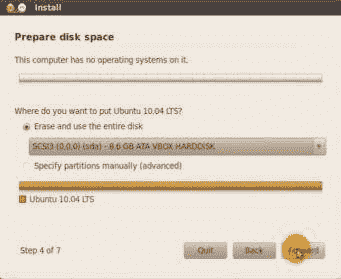 Install
Prepare disk space
This computer has no operating systems on it.
Where do you want to put Ubuntu 10.04 LTS?
Erase and use the entire disk
SCSI3 (0,0,0) (sda) - 8.6 GB ATA VBOX HARDDISK
Specify partitions manually (advanced)
Ubuntu 10.04 LTS
Step 4 of 7
Quit
Back
Forward